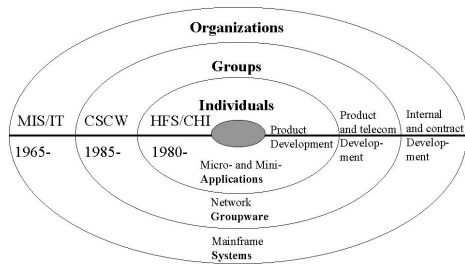 Organizations
Groups
Individuals
MIS/IT
CSCW
HFS/CHI
1965-
1985-
1980-
Product
Development
Product
and telecom
Develop-
ment
Internal
and contract
Develop-
ment
Micro- and Mini-
Applications
Network
Groupware
Mainframe
Systems